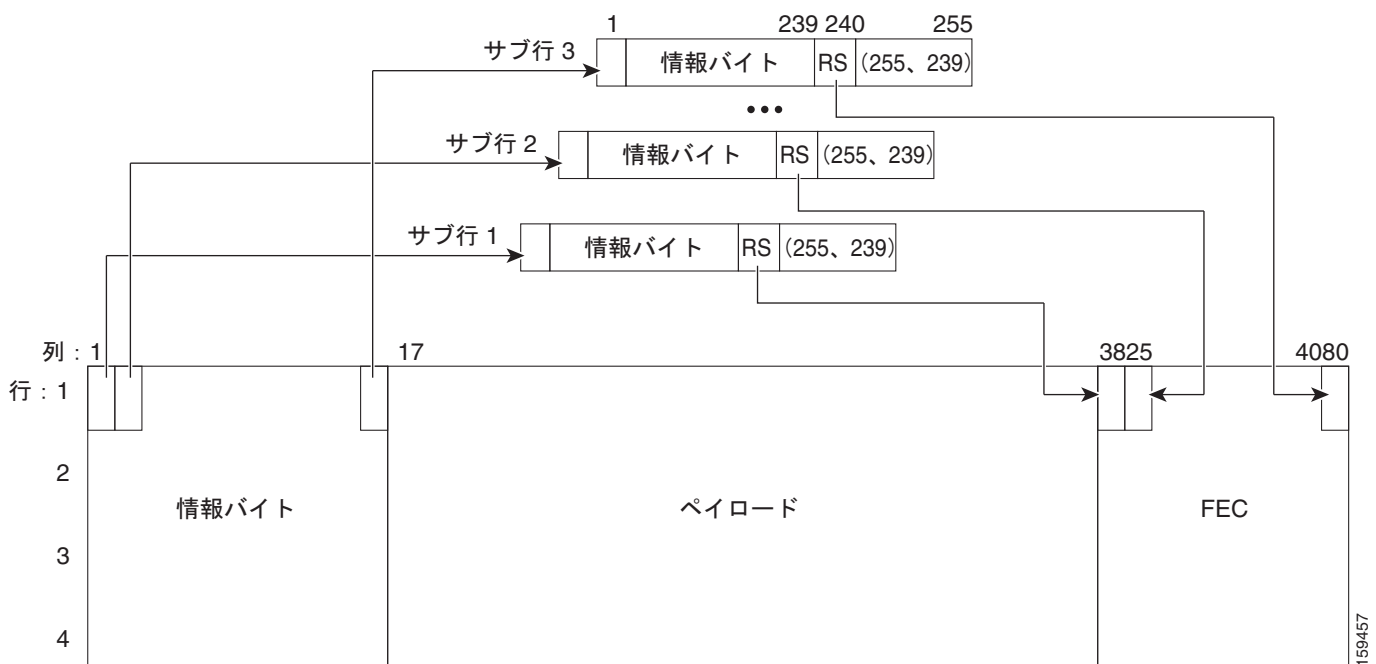 1 239 240 255
サブ行 3 情報バイト RS (255、239)
•••
サブ行 2 情報バイト RS (255、239)
サブ行 1 情報バイト RS (255、239)
列 : 1 17 3825 4080
行 : 1
2
情報バイト ペイロード FEC
3
4
159457